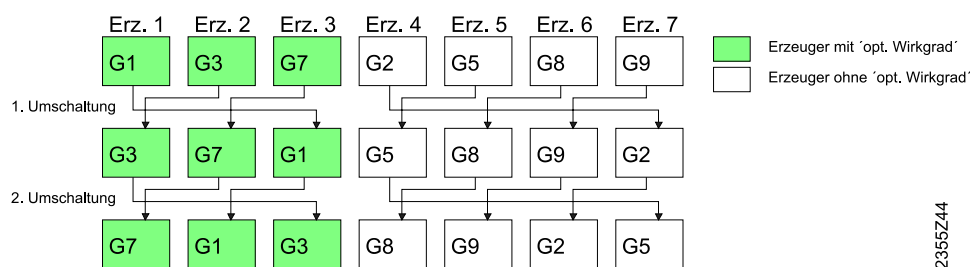 Erz. 1 Erz. 2 Erz. 3 Erz. 4 Erz. 5 Erz. 6 Erz. 7
G1 G3 G7 G2 G5 G8 G9
Erzeuger mit ´opt. Wirkgrad´
Erzeuger ohne ´opt. Wirkgrad´
1. Umschaltung
G3 G7 G1 G5 G8 G9 G2
2. Umschaltung
G7 G1 G3 G8 G9 G2 G5
2355Z44